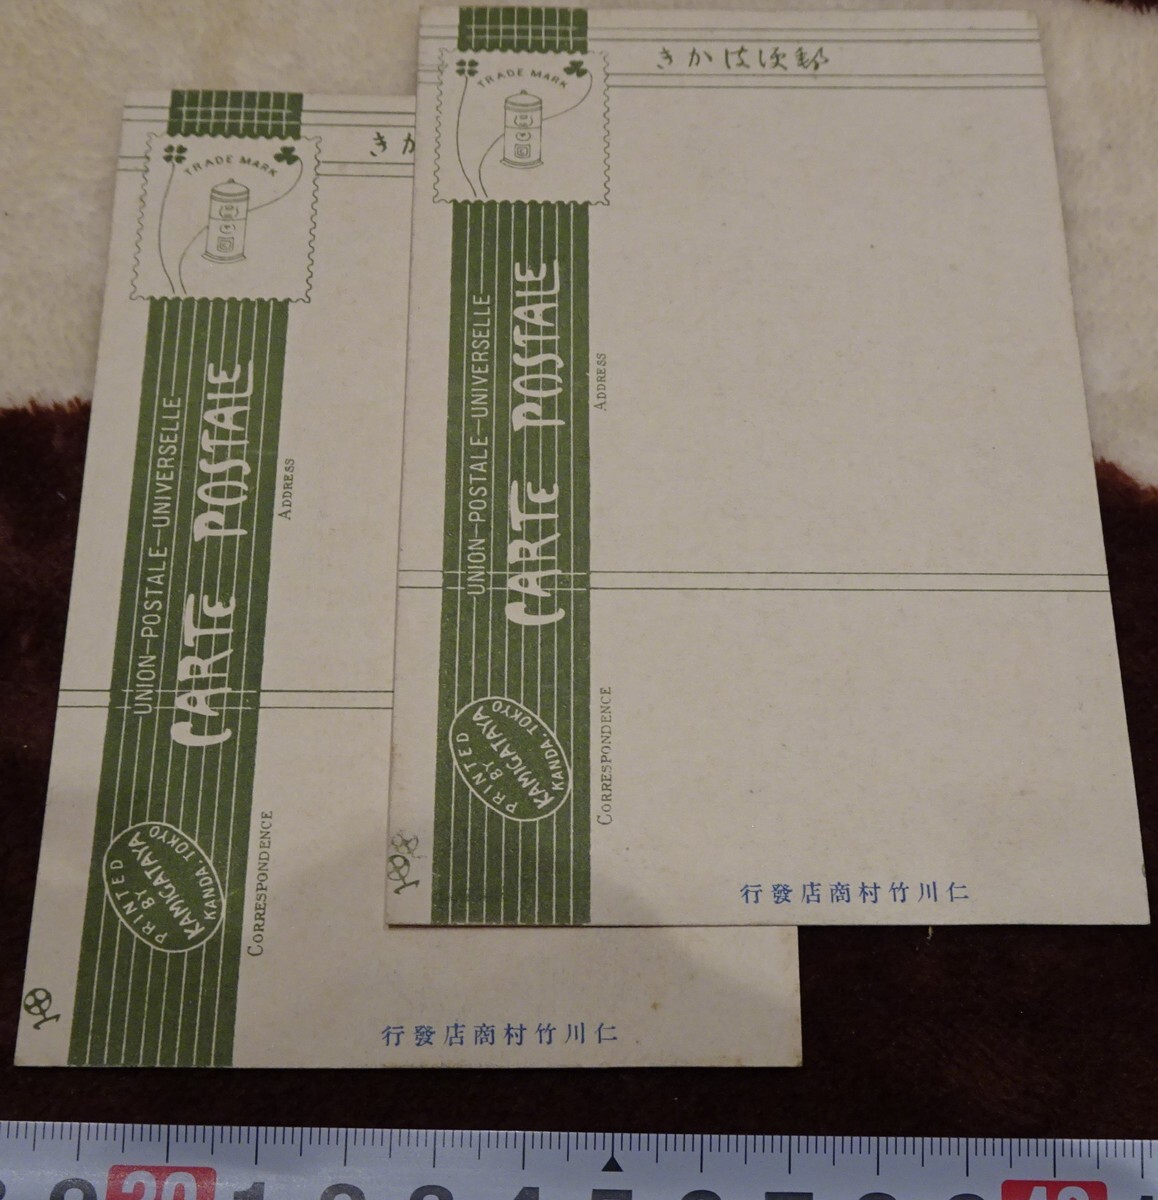 きかはひ便郵
TRADE MARK
UNION-POSTALE-UNIVERSELLE
CARTE POSTALE
ADDRESS
CORRESPONDENCE
PRINTED
BY
KAMIGATAYA
KANDA. TOKYO
行發店商村竹川仁
きか
TRADE MARK
UNION-POSTALE-UNIVERSELLE
CARTE POSTALE
ADDRESS
CORRESPONDENCE
PRINTED
BY
KAMIGATAYA
KANDA. TOKYO
行發店商村竹川仁